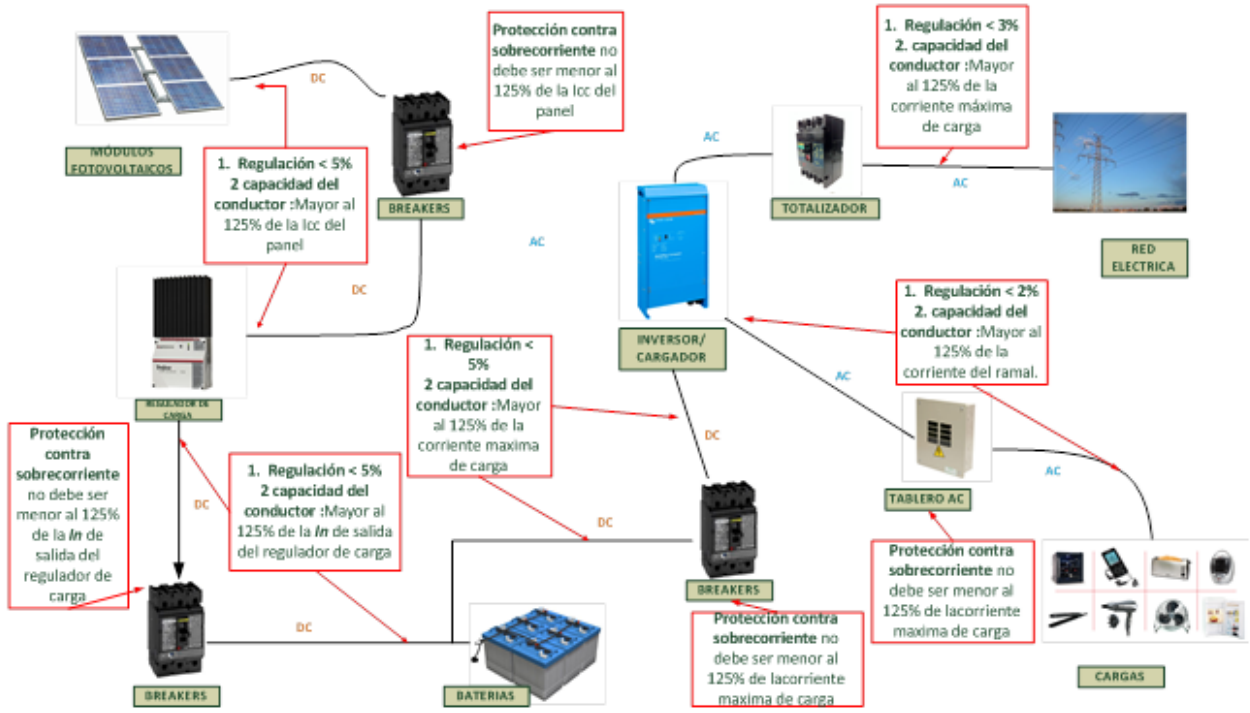 MÓDULOS
FOTOVOLTAICOS
DC
1. Regulación < 5%
2 capacidad del
conductor :Mayor al
125% de la Icc del
panel
Protección contra
sobrecorriente no
debe ser menor al
125% de la Icc del
panel
BREAKERS
DC
REGULADOR DE
CARGA
Protección
contra
sobrecorriente
no debe ser
menor al 125%
de la In de
salida del
regulador de
carga
DC
1. Regulación < 5%
2 capacidad del
conductor :Mayor al
125% de la In de salida
del regulador de carga
BREAKERS
DC
BATERIAS
DC
1. Regulación <
5%
2 capacidad del
conductor :Mayor
al 125% de la
corriente maxima
de carga
DC
BREAKERS
Protección contra
sobrecorriente no
debe ser menor al
125% de lacorriente
maxima de carga
AC
INVERSOR/
CARGADOR
AC
TOTALIZADOR
1. Regulación < 3%
2. capacidad del
conductor :Mayor
al 125% de la
corriente máxima
de carga
AC
RED
ELECTRICA
1. Regulación < 2%
2. capacidad del
conductor :Mayor al
125% de la
corriente del ramal.
AC
TABLERO AC
AC
Protección contra
sobrecorriente no
debe ser menor al
125% de lacorriente
maxima de carga
CARGAS